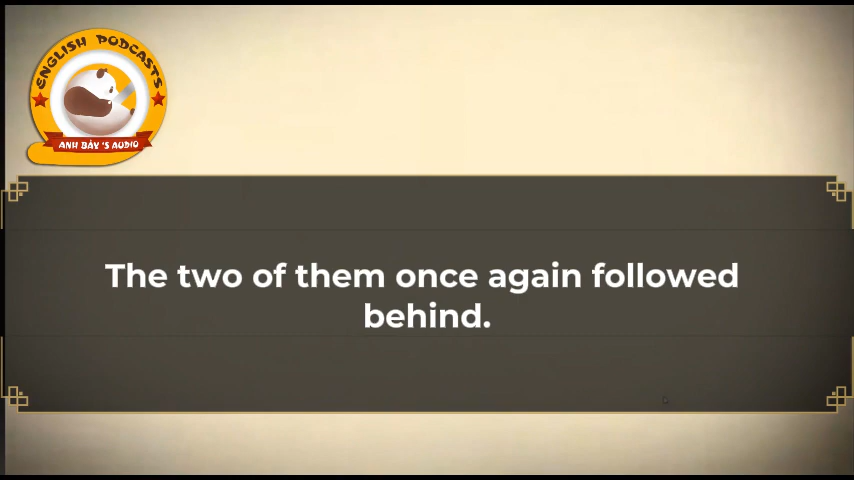 ENGLISH PODCASTS
ANH BẢY 'S AUDIO
The two of them once again followed
behind.